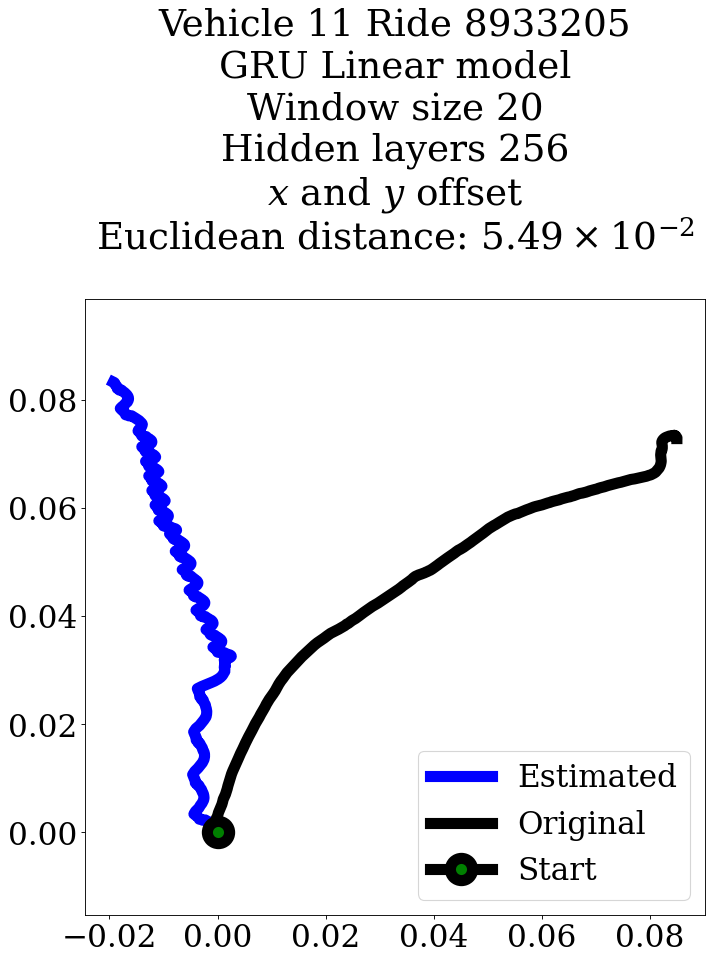 Vehicle 11 Ride 8933205
GRU Linear model
Window size 20
Hidden layers 256
x and y offset
Euclidean distance: 5.49 × 10⁻²
0.08
0.06
0.04
0.02
0.00
Estimated
Original
Start
−0.02 0.00 0.02 0.04 0.06 0.08